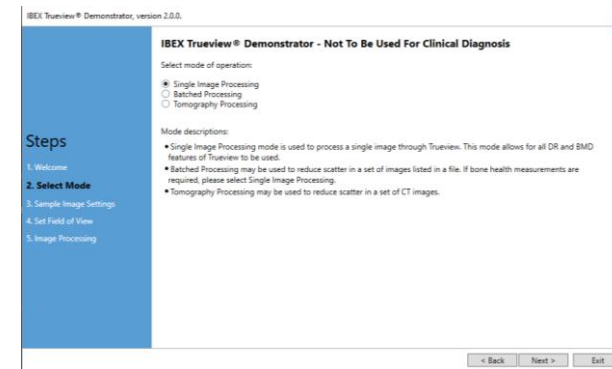 IBEX Trueview® Demonstrator, version 2.0.0.
IBEX Trueview® Demonstrator - Not To Be Used For Clinical Diagnosis
Select mode of operation:
Single Image Processing
Batched Processing
Tomography Processing
Mode descriptions:
• Single Image Processing mode is used to process a single image through Trueview. This mode allows for all DR and BMD
features of Trueview to be used.
• Batched Processing may be used to reduce scatter in a set of images listed in a file. If bone health measurements are
required, please select Single Image Processing.
• Tomography Processing may be used to reduce scatter in a set of CT images.
Steps
1. Welcome
2. Select Mode
3. Sample Image Settings
4. Set Field of View
5. Image Processing
< Back Next > Exit